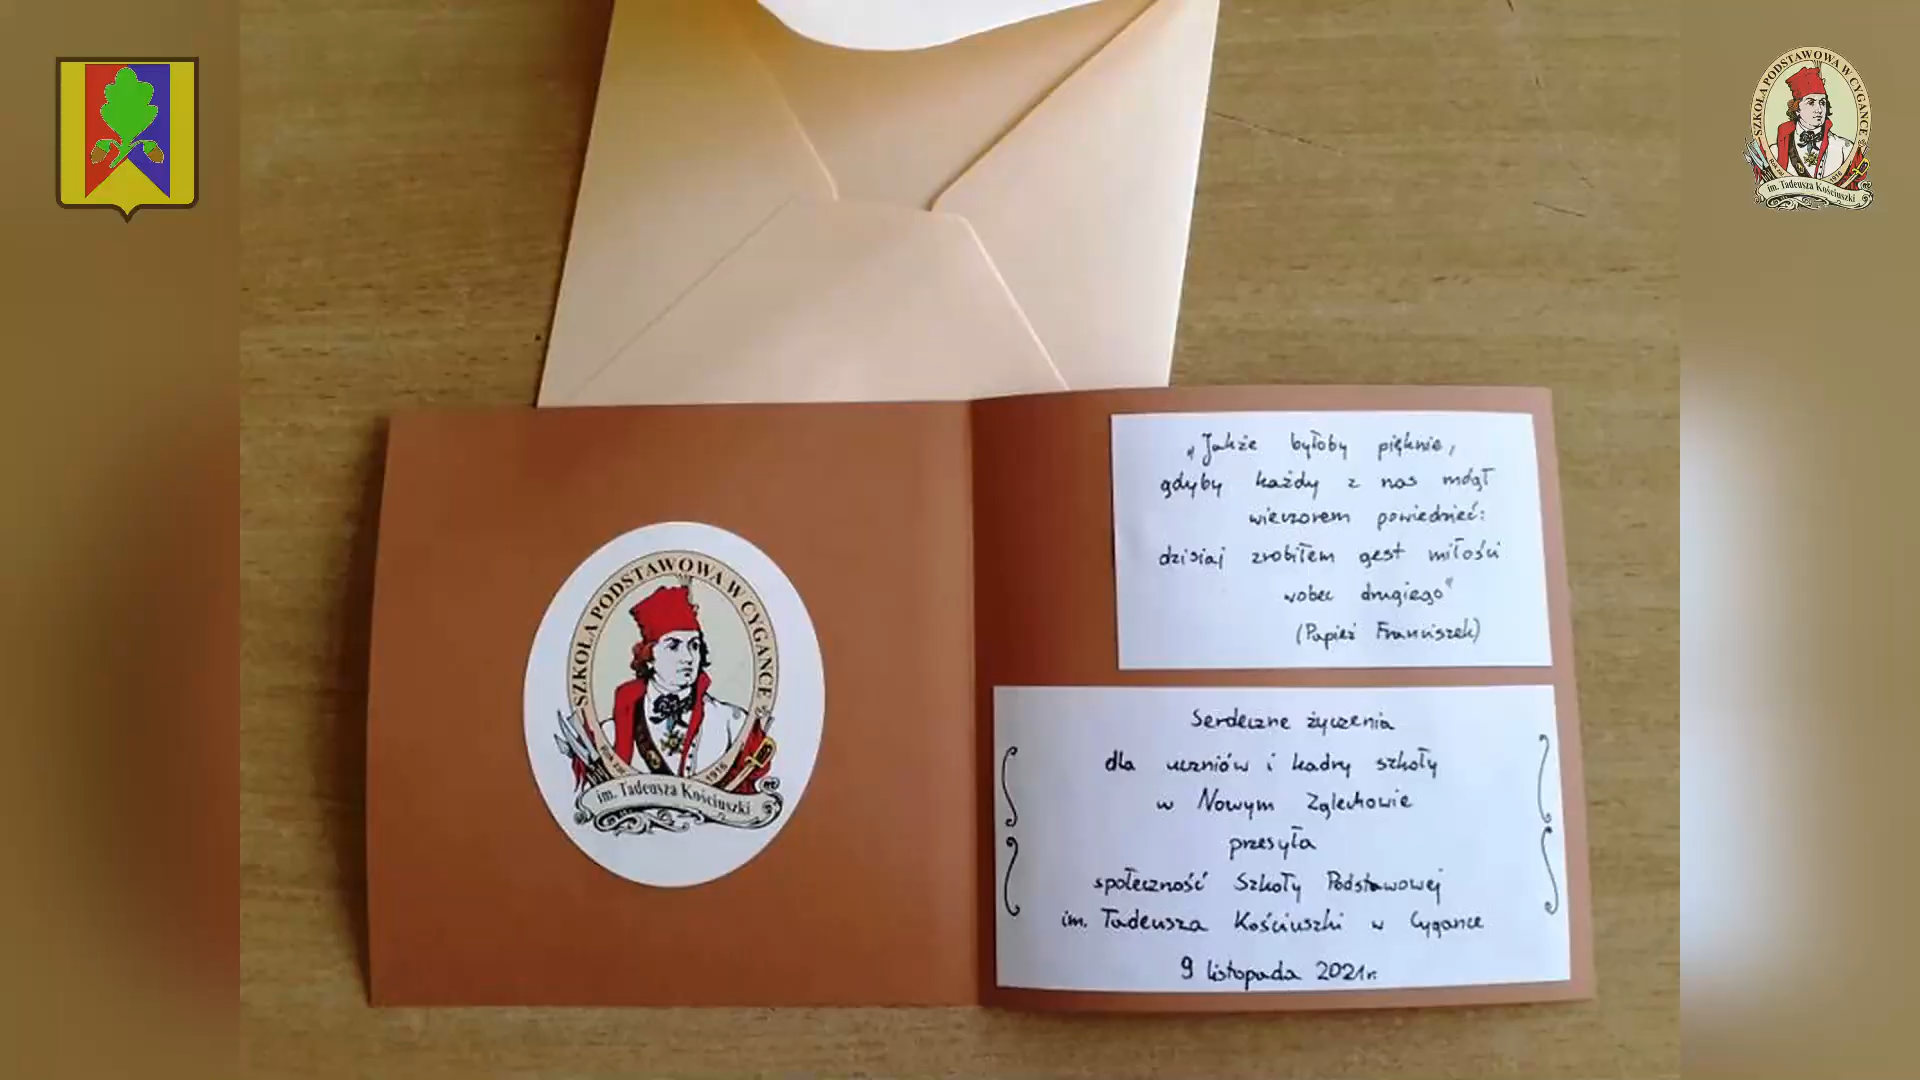 SZKOŁA PODSTAWOWA W CYGANCE
1916
im. Tadeusza Kościuszki
SZKOŁA PODSTAWOWA W CYGANCE
1916
im. Tadeusza Kościuszki
„Jakże byłoby pięknie,
gdyby każdy z nas mógł
wieczorem powiedzieć:
dzisiaj zrobiłem gest miłości
wobec drugiego"
(Papież Franciszek)
Serdeczne życzenia
dla uczniów i kadry szkoły
w Nowym Zglechowie
przesyła
społeczność Szkoły Podstawowej
im. Tadeusza Kościuszki w Cygance
9 listopada 2021r.